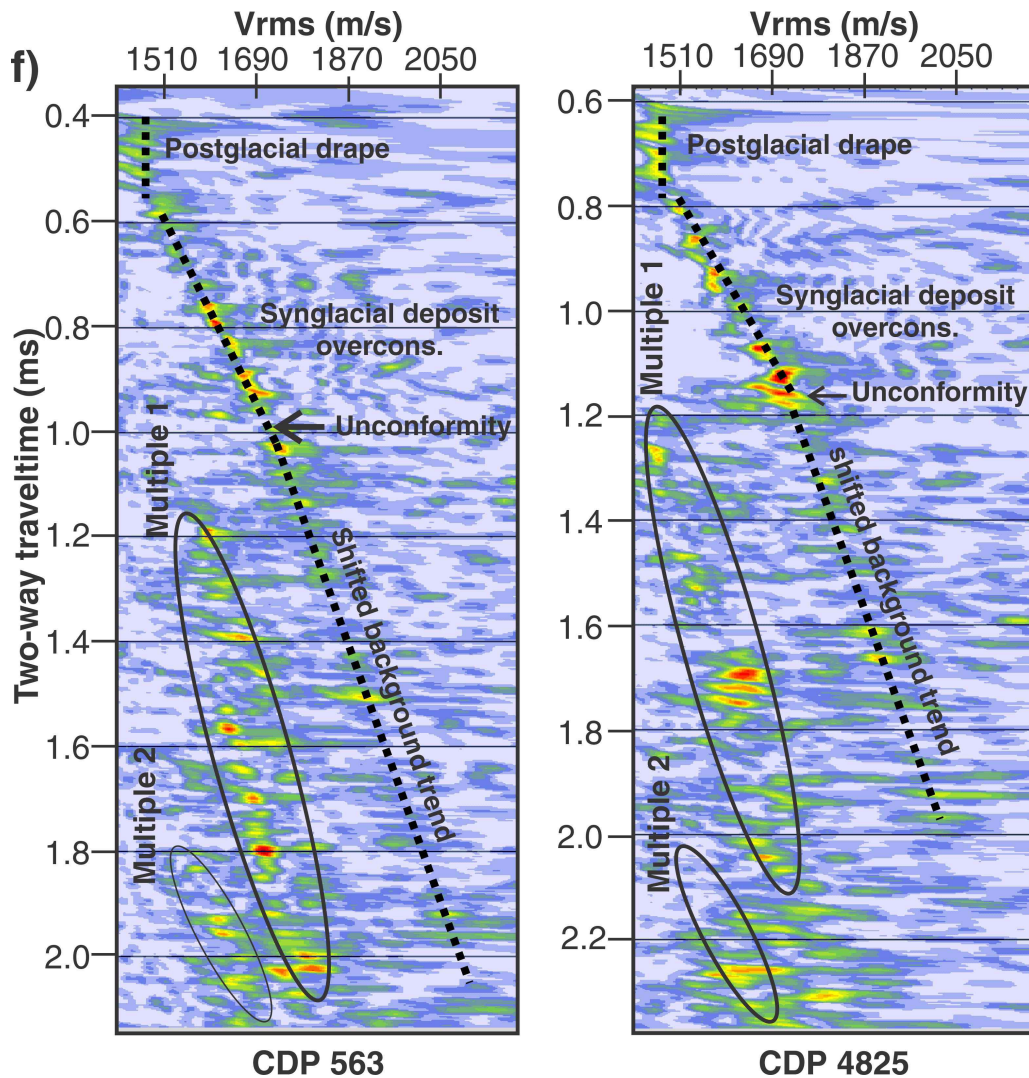 f)
Vrms (m/s)
1510 1690 1870 2050
Two-way traveltime (ms)
0.4
0.6
0.8
1.0
1.2
1.4
1.6
1.8
2.0
Postglacial drape
Synglacial deposit
overcons.
Unconformity
Multiple 1
Shifted background trend
Multiple 2
CDP 563
Vrms (m/s)
1510 1690 1870 2050
0.6
0.8
1.0
1.2
1.4
1.6
1.8
2.0
2.2
Postglacial drape
Multiple 1
Synglacial deposit
overcons.
Unconformity
shifted background trend
Multiple 2
CDP 4825